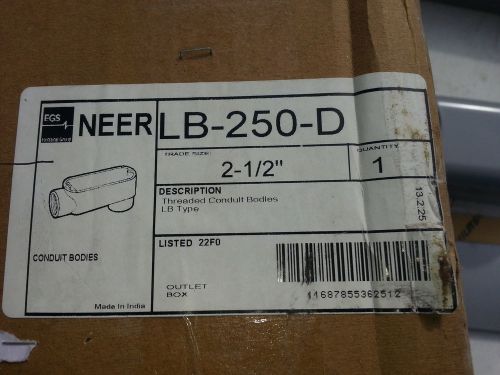 EGS
NEER
LB-250-D
TRADE SIZE
2-1/2"
QUANTITY
1
DESCRIPTION
Threaded Conduit Bodies
LB Type
13.2.25
CONDUIT BODIES
Made In India
LISTED 22F0
OUTLET
BOX
11687855362512